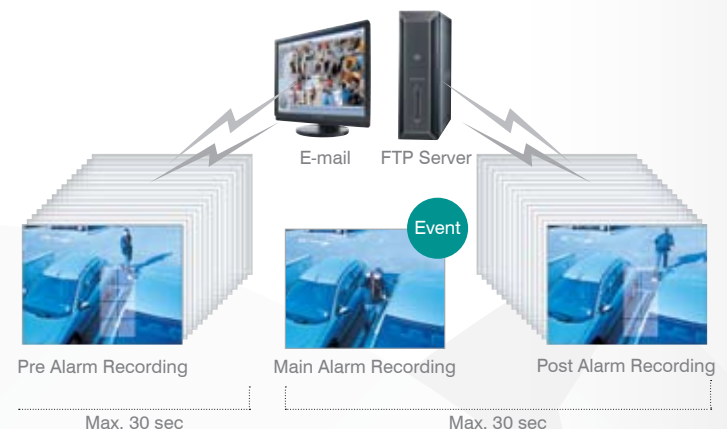 E-mail
FTP Server
Event
Pre Alarm Recording
Main Alarm Recording
Post Alarm Recording
Max. 30 sec
Max. 30 sec